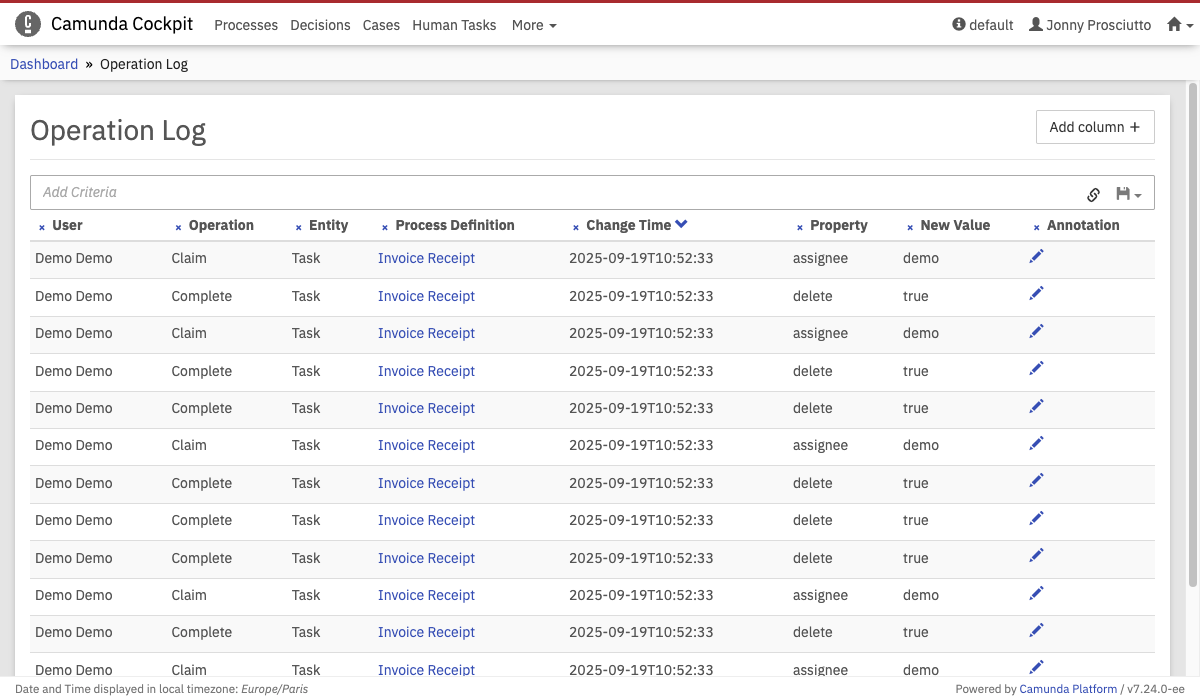 Camunda Cockpit Processes Decisions Cases Human Tasks More default Jonny Prosciutto
Dashboard » Operation Log
Operation Log
Add column +
Add Criteria
× User × Operation × Entity × Process Definition × Change Time × Property × New Value × Annotation
Demo Demo Claim Task Invoice Receipt 2025-09-19T10:52:33 assignee demo
Demo Demo Complete Task Invoice Receipt 2025-09-19T10:52:33 delete true
Demo Demo Claim Task Invoice Receipt 2025-09-19T10:52:33 assignee demo
Demo Demo Complete Task Invoice Receipt 2025-09-19T10:52:33 delete true
Demo Demo Complete Task Invoice Receipt 2025-09-19T10:52:33 delete true
Demo Demo Claim Task Invoice Receipt 2025-09-19T10:52:33 assignee demo
Demo Demo Complete Task Invoice Receipt 2025-09-19T10:52:33 delete true
Demo Demo Complete Task Invoice Receipt 2025-09-19T10:52:33 delete true
Demo Demo Complete Task Invoice Receipt 2025-09-19T10:52:33 delete true
Demo Demo Claim Task Invoice Receipt 2025-09-19T10:52:33 assignee demo
Demo Demo Complete Task Invoice Receipt 2025-09-19T10:52:33 delete true
Demo Demo Claim Task Invoice Receipt 2025-09-19T10:52:33 assignee demo
Date and Time displayed in local timezone: Europe/Paris Powered by Camunda Platform / v7.24.0-ee